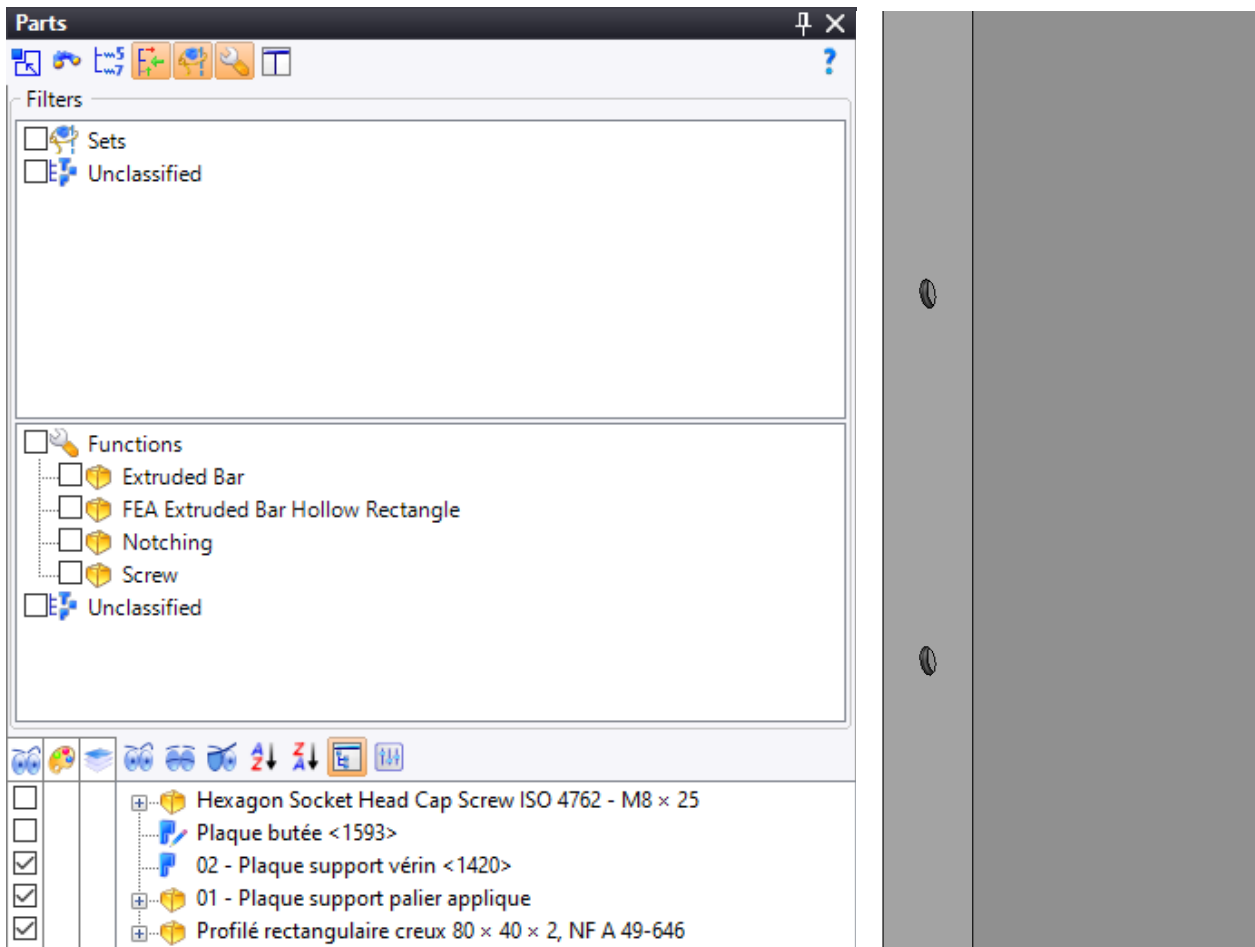 Parts
?
Filters
Sets
Unclassified
Functions
Extruded Bar
FEA Extruded Bar Hollow Rectangle
Notching
Screw
Unclassified
Hexagon Socket Head Cap Screw ISO 4762 - M8 × 25
Plaque butée <1593>
02 - Plaque support vérin <1420>
01 - Plaque support palier applique
Profilé rectangulaire creux 80 × 40 × 2, NF A 49-646